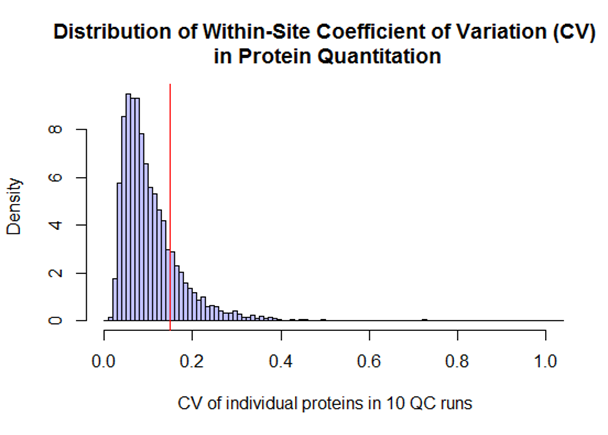 Distribution of Within-Site Coefficient of Variation (CV)
in Protein Quantitation
Density
8
6
4
2
0
0.0 0.2 0.4 0.6 0.8 1.0
CV of individual proteins in 10 QC runs